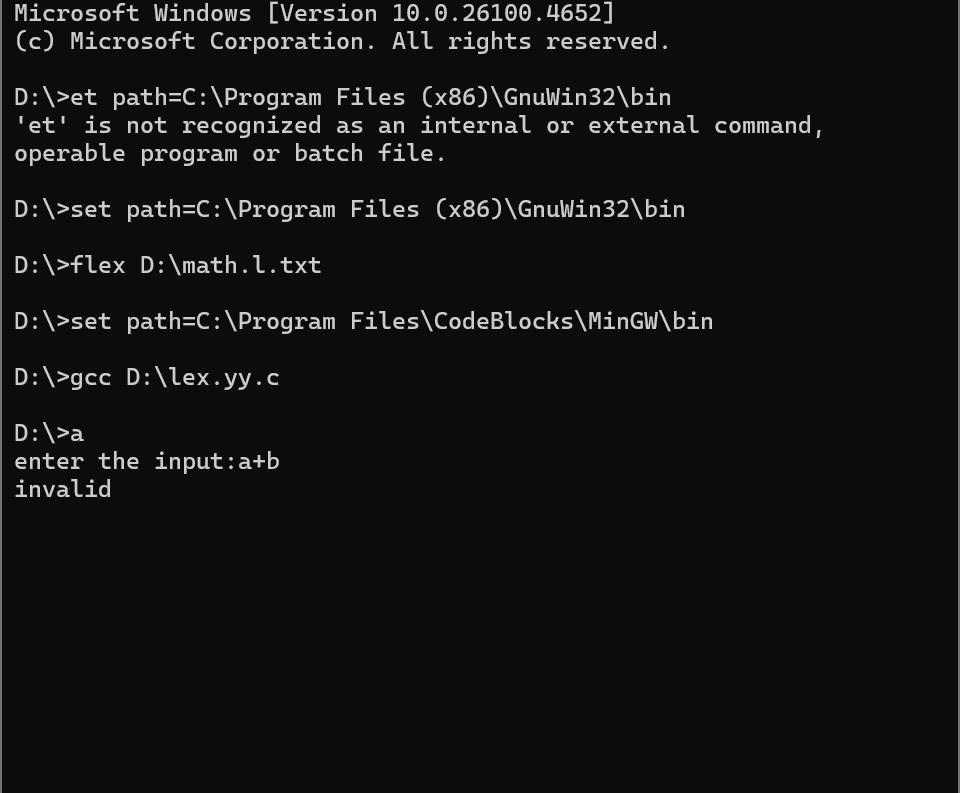 Microsoft Windows [Version 10.0.26100.4652]
(c) Microsoft Corporation. All rights reserved.
D:\>et path=C:\Program Files (x86)\GnuWin32\bin
'et' is not recognized as an internal or external command,
operable program or batch file.
D:\>set path=C:\Program Files (x86)\GnuWin32\bin
D:\>flex D:\math.l.txt
D:\>set path=C:\Program Files\CodeBlocks\MinGW\bin
D:\>gcc D:\lex.yy.c
D:\>a
enter the input:a+b
invalid